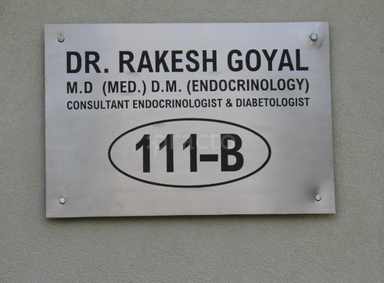 DR. RAKESH GOYAL
M.D (MED.) D.M. (ENDOCRINOLOGY)
CONSULTANT ENDOCRINOLOGIST & DIABETOLOGIST
111-B